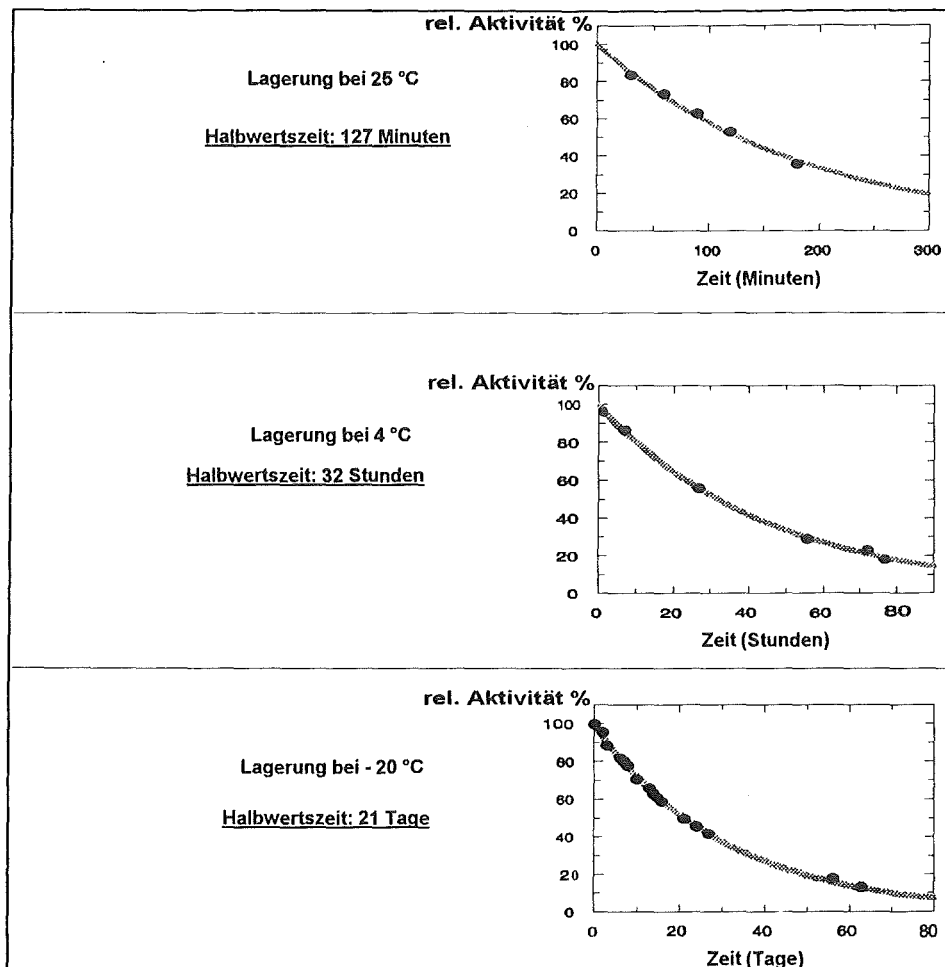 rel. Aktivität %
Lagerung bei 25 °C
Halbwertszeit: 127 Minuten
100
80
60
40
20
0
0 100 200 300
Zeit (Minuten)
rel. Aktivität %
Lagerung bei 4 °C
Halbwertszeit: 32 Stunden
100
80
60
40
20
0
0 20 40 60 80
Zeit (Stunden)
rel. Aktivität %
Lagerung bei - 20 °C
Halbwertszeit: 21 Tage
100
80
60
40
20
0
0 20 40 60 80
Zeit (Tage)